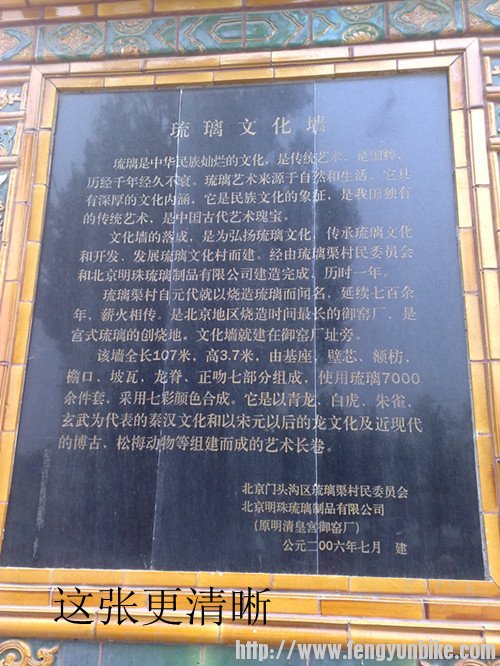 琉璃文化墙
琉璃是中华民族灿烂的文化，是传统艺术，是国粹，
历经千年经久不衰。琉璃艺术来源于自然和生活，它具
有深厚的文化内涵，它是民族文化的象征，是我国独有
的传统艺术，是中国古代艺术瑰宝。
文化墙的落成，是为弘扬琉璃文化，传承琉璃文化
和开发、发展琉璃文化村而建。经由琉璃渠村民委员会
和北京明珠琉璃制品有限公司建造完成，历时一年。
琉璃渠村自元代就以烧造琉璃而闻名，延续七百余
年，薪火相传。是北京地区烧造时间最长的御窑厂，是
宫式琉璃的创烧地。文化墙就建在御窑厂址旁。
该墙全长107米，高3.7米，由基座、壁芯、额枋、
檐口、坡瓦、龙脊、正吻七部分组成，使用琉璃7000
余件套，采用七彩颜色合成。它是以青龙、白虎、朱雀、
玄武为代表的秦汉文化和以宋元以后的龙文化及近现代
的博古、松梅动物等组建而成的艺术长卷。
北京门头沟区琉璃渠村民委员会
北京明珠琉璃制品有限公司
（原明清皇宫御窑厂）
公元二00六年七月 建
这张更清晰
http://www.fengyunbike.com